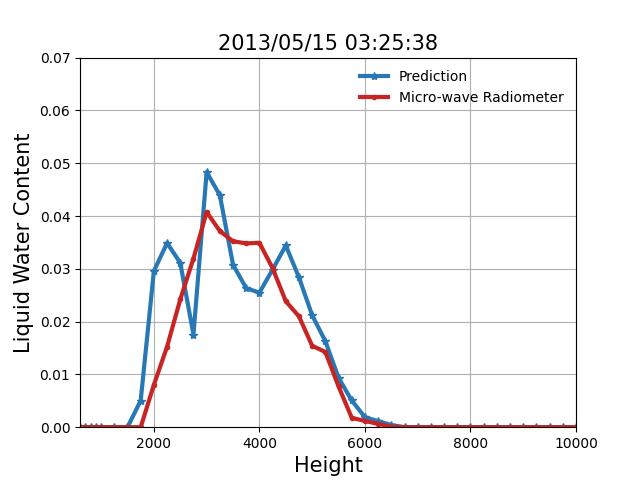 2013/05/15 03:25:38
0.07
0.06
0.05
0.04
0.03
0.02
0.01
0.00
Liquid Water Content
Prediction
Micro-wave Radiometer
2000 4000 6000 8000 10000
Height